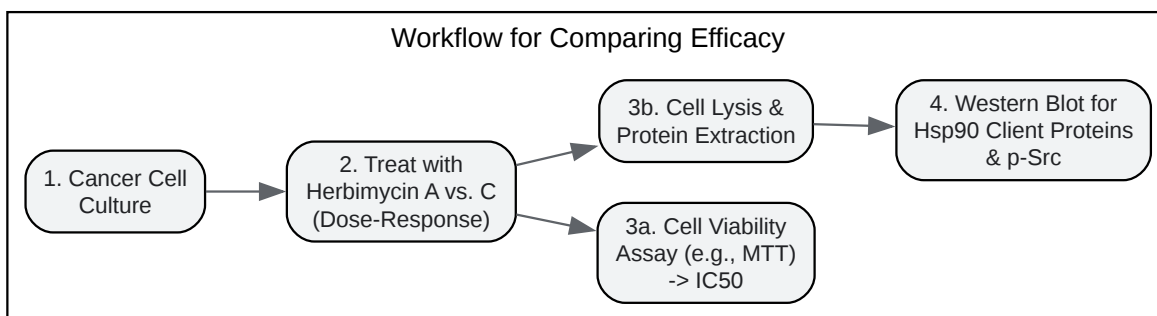 Workflow for Comparing Efficacy
1. Cancer Cell
Culture
2. Treat with
Herbimycin A vs. C
(Dose-Response)
3b. Cell Lysis &
Protein Extraction
3a. Cell Viability
Assay (e.g., MTT)
-> IC50
4. Western Blot for
Hsp90 Client Proteins
& p-Src